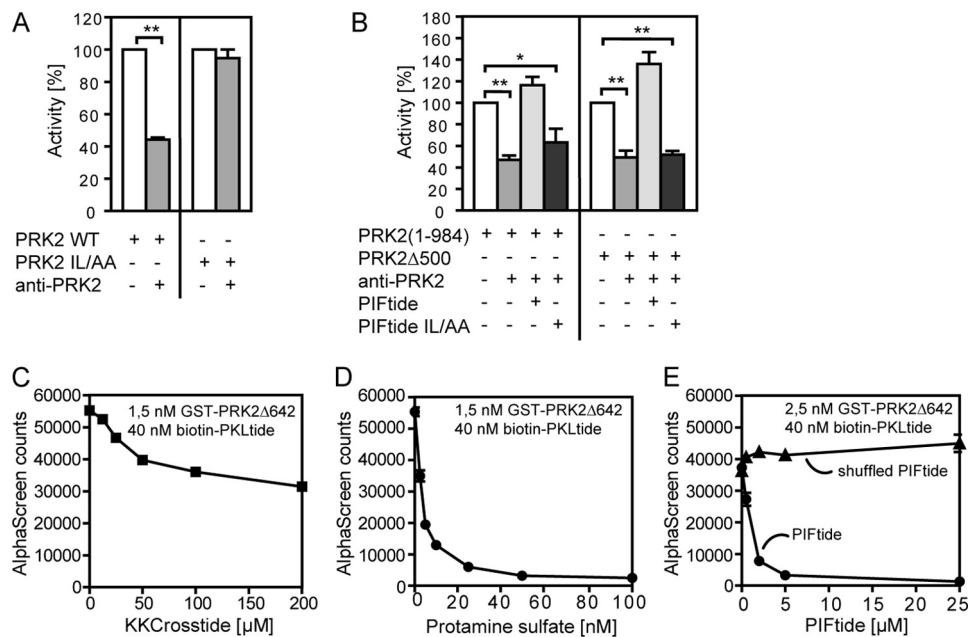 A
Activity [%]
120
100
80
60
40
20
0
**
PRK2 WT + + - -
PRK2 IL/AA - - + +
anti-PRK2 - + - +
B
Activity [%]
180
160
140
120
100
80
60
40
20
0
*
**
**
**
PRK2(1-984) + + + + - - - -
PRK2Δ500 - - - - + + + +
anti-PRK2 - + + + - + + +
PIFtide - - + - - - + -
PIFtide IL/AA - - - + - - - +
C
AlphaScreen counts
60000
50000
40000
30000
20000
10000
0
1,5 nM GST-PRK2Δ642
40 nM biotin-PKLtide
0 50 100 150 200
KKCrosstide [µM]
D
AlphaScreen counts
60000
50000
40000
30000
20000
10000
0
1,5 nM GST-PRK2Δ642
40 nM biotin-PKLtide
0 20 40 60 80 100
Protamine sulfate [nM]
E
AlphaScreen counts
60000
50000
40000
30000
20000
10000
0
2,5 nM GST-PRK2Δ642
40 nM biotin-PKLtide
shuffled PIFtide
PIFtide
0 5 10 15 20 25
PIFtide [µM]